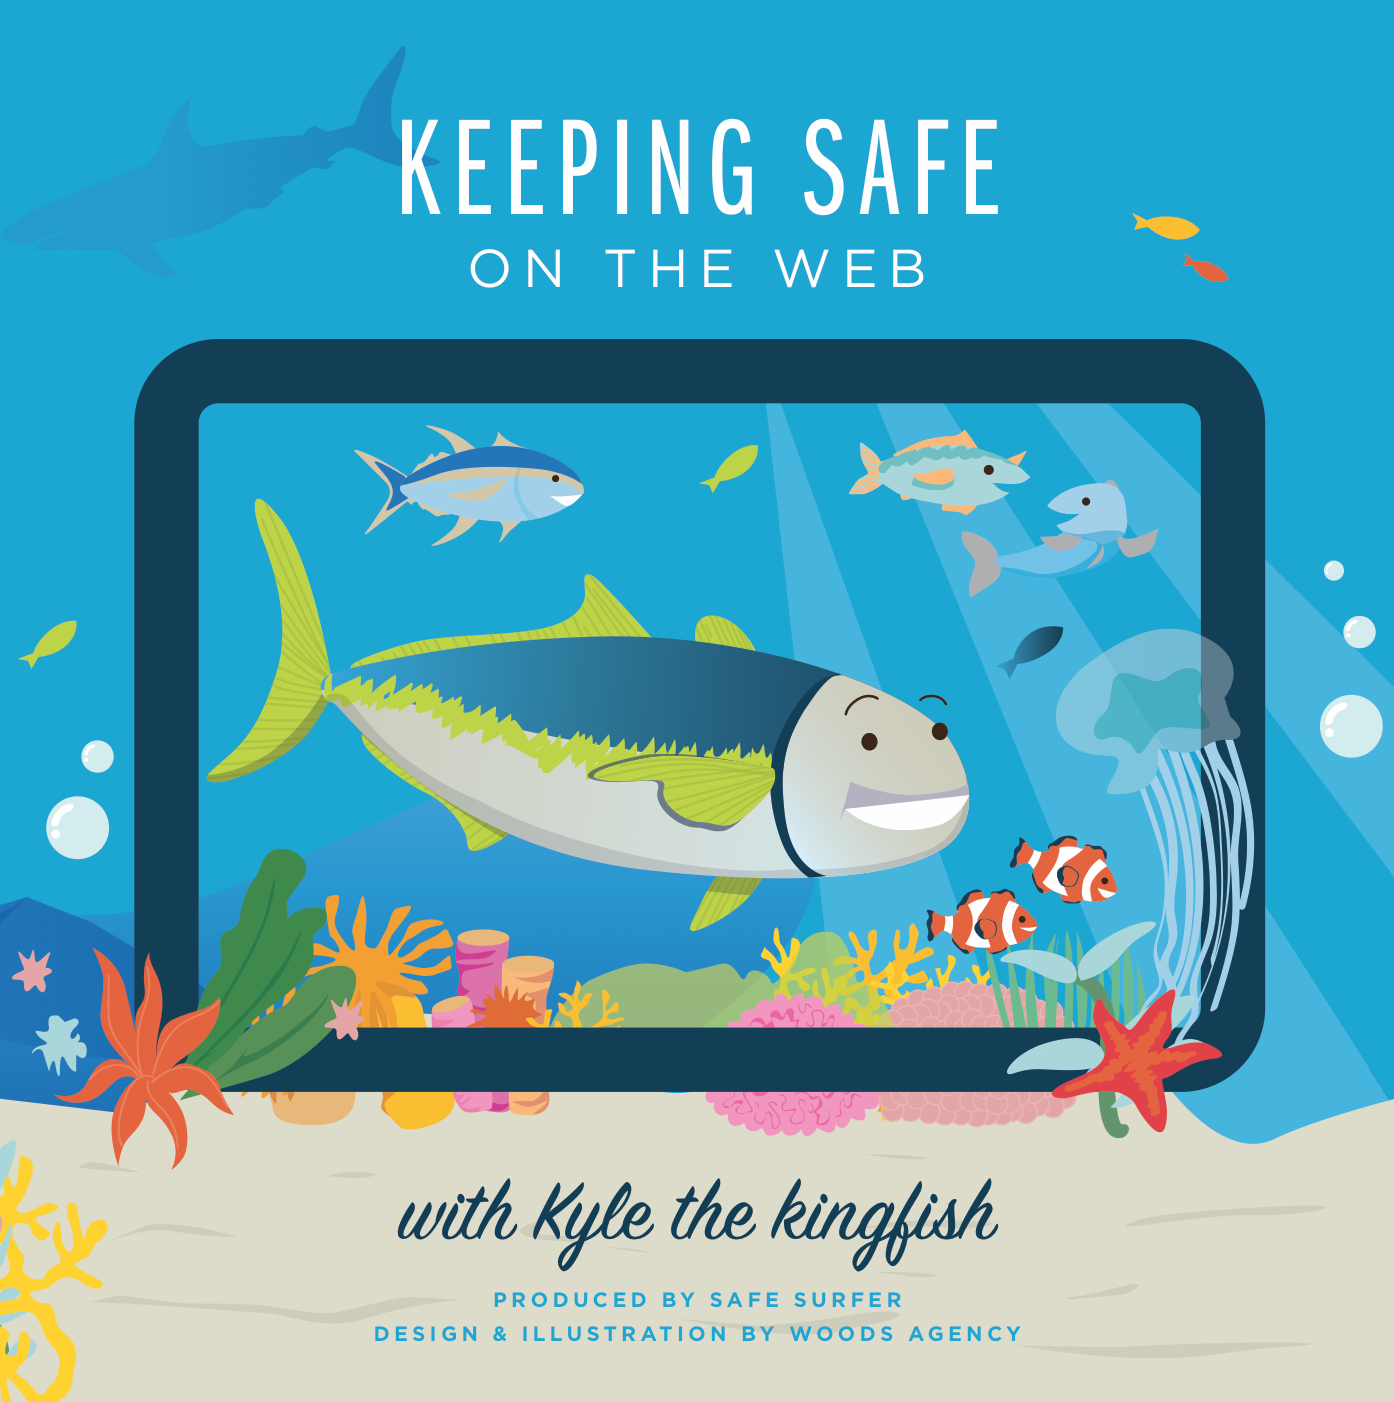 KEEPING SAFE
ON THE WEB
with Kyle the kingfish
PRODUCED BY SAFE SURFER
DESIGN & ILLUSTRATION BY WOODS AGENCY